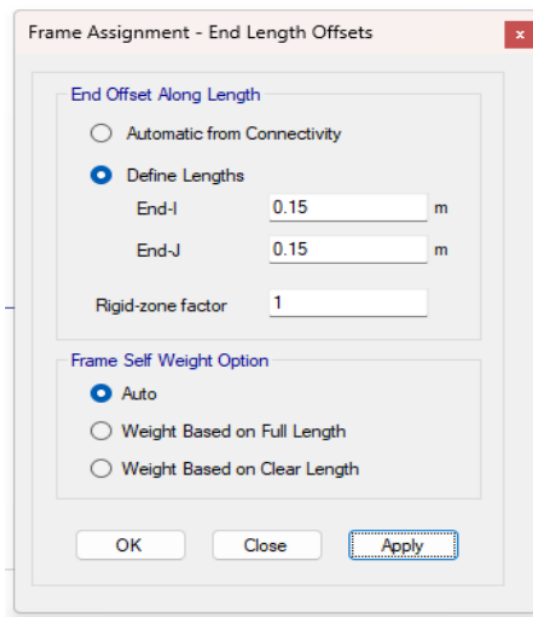 Frame Assignment - End Length Offsets x
End Offset Along Length
Automatic from Connectivity
Define Lengths
End-I 0.15 m
End-J 0.15 m
Rigid-zone factor 1
Frame Self Weight Option
Auto
Weight Based on Full Length
Weight Based on Clear Length
OK Close Apply